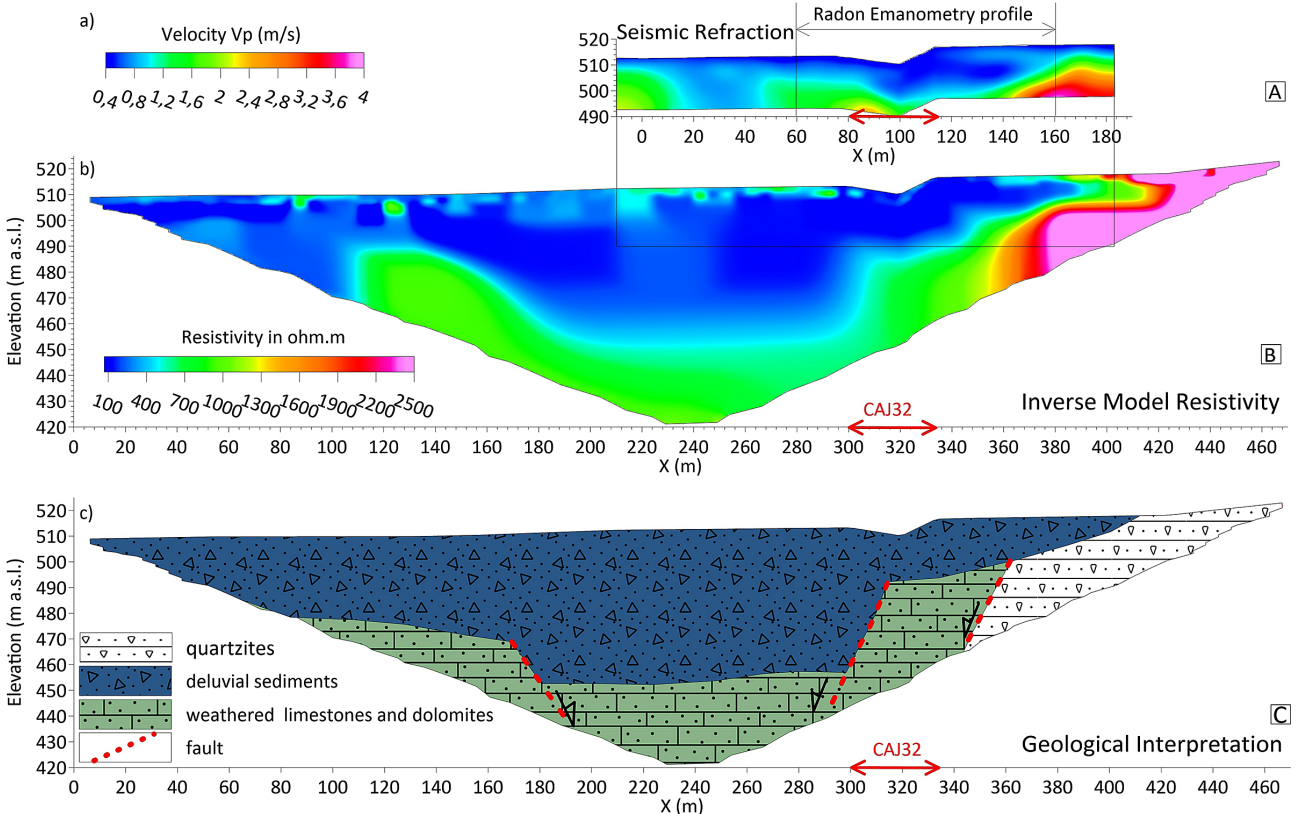 a)
Velocity Vp (m/s)
0,4 0,8 1,2 1,6 2 2,4 2,8 3,2 3,6 4
Radon Emanometry profile
Seismic Refraction
520
510
500
490
0 20 40 60 80 100 120 140 160 180
X (m)
A
b)
Elevation (m a.s.l.)
520
510
500
490
480
470
460
450
440
430
420
Resistivity in ohm.m
100 400 700 1000 1300 1600 1900 2200 2500
B
CAJ32
Inverse Model Resistivity
0 20 40 60 80 100 120 140 160 180 200 220 240 260 280 300 320 340 360 380 400 420 440 460
X (m)
c)
Elevation (m a.s.l.)
520
510
500
490
480
470
460
450
440
430
420
quartzites
deluvial sediments
weathered limestones and dolomites
fault
C
CAJ32
Geological Interpretation
0 20 40 60 80 100 120 140 160 180 200 220 240 260 280 300 320 340 360 380 400 420 440 460
X (m)